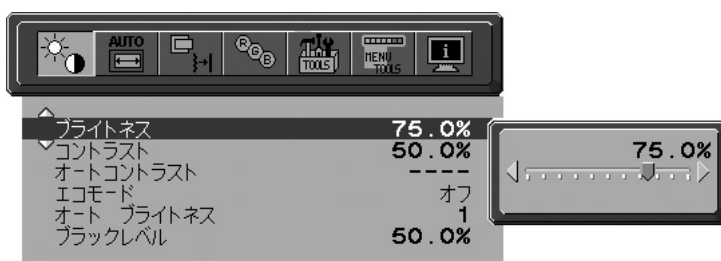 AUTO
R G B
TOOLS
MENU
TOOLS
i
ブライトネス 75.0%
コントラスト 50.0%
オートコントラスト ----
エコモード オフ
オート ブライトネス 1
ブラックレベル 50.0%
75.0%